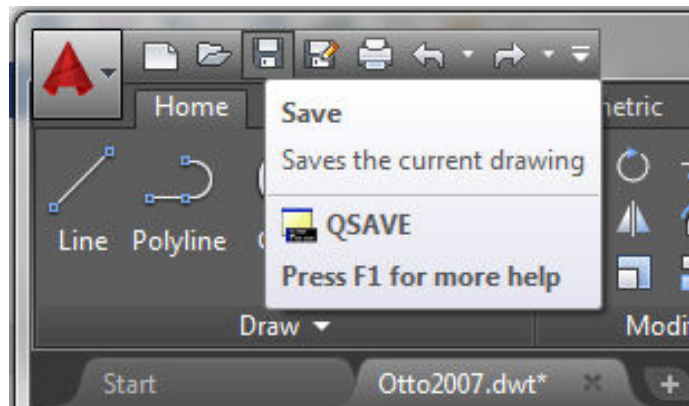 Home
etric
Save
Saves the current drawing
QSAVE
Press F1 for more help
Line Polyline
Draw
Modi
Start
Otto2007.dwt*